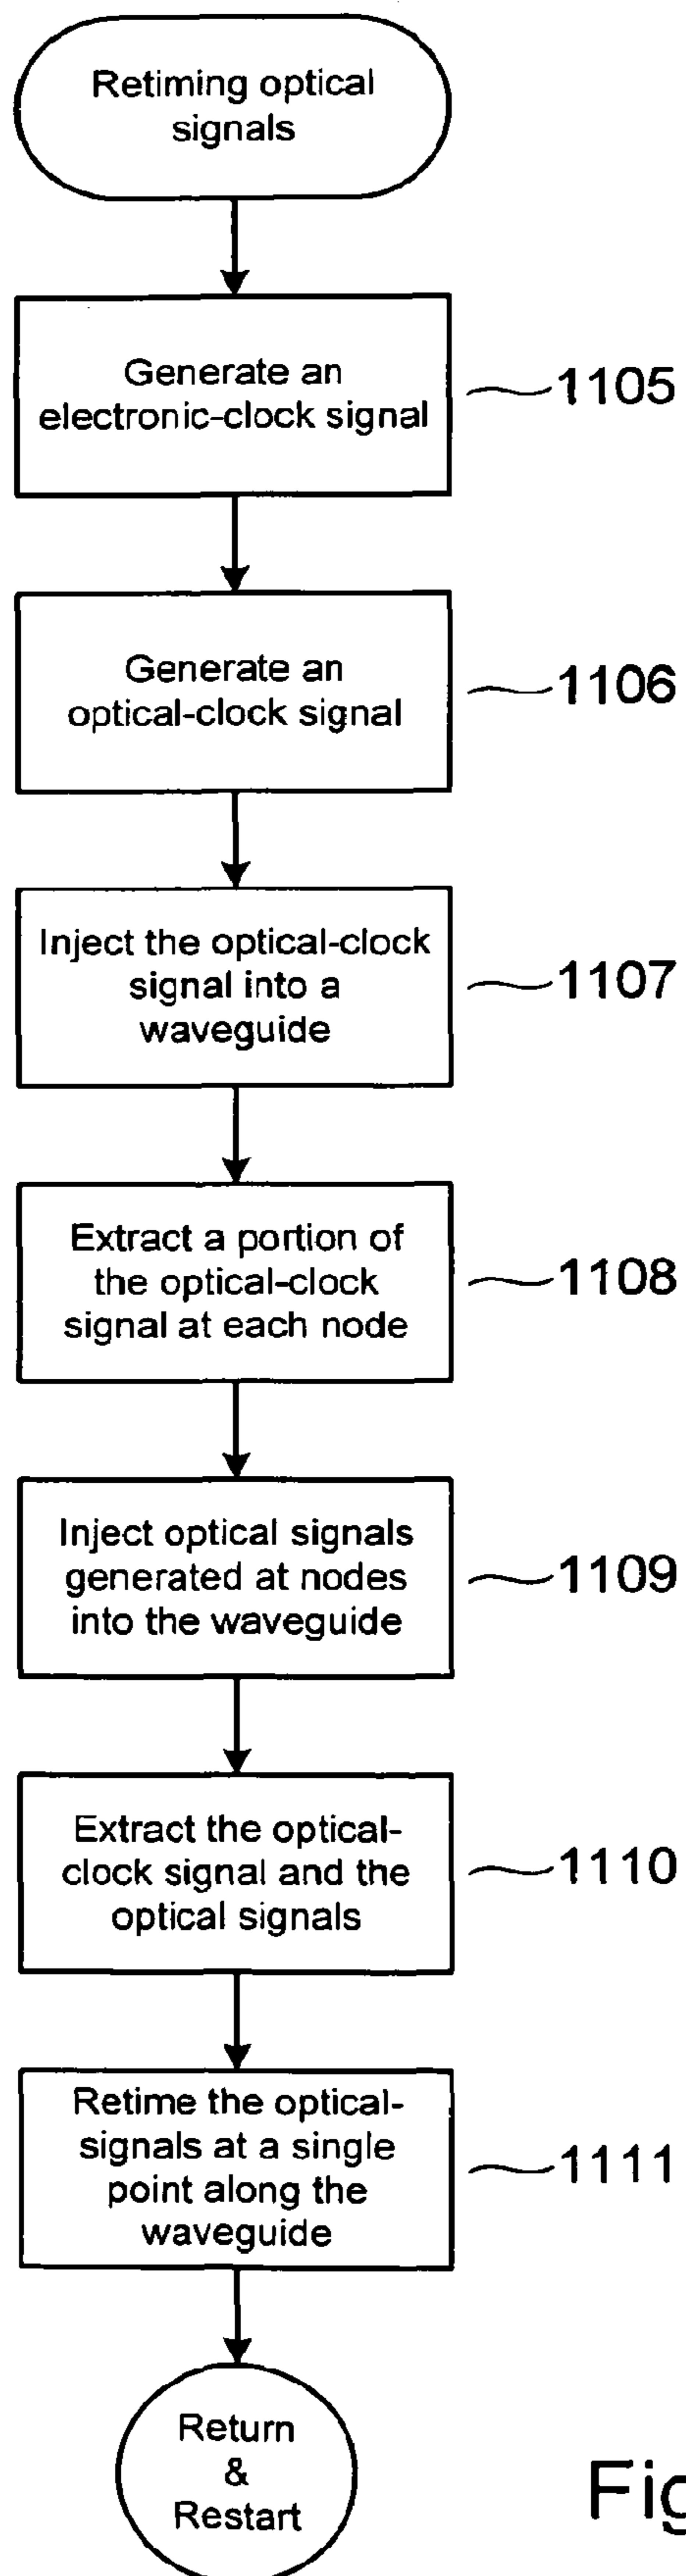 Retiming optical
signals
Generate an
electronic-clock signal
1105
Generate an
optical-clock signal
1106
Inject the optical-clock
signal into a
waveguide
1107
Extract a portion of
the optical-clock
signal at each node
1108
Inject optical signals
generated at nodes
into the waveguide
1109
Extract the optical-
clock signal and the
optical signals
1110
Retime the optical-
signals at a single
point along the
waveguide
1111
Return
&
Restart